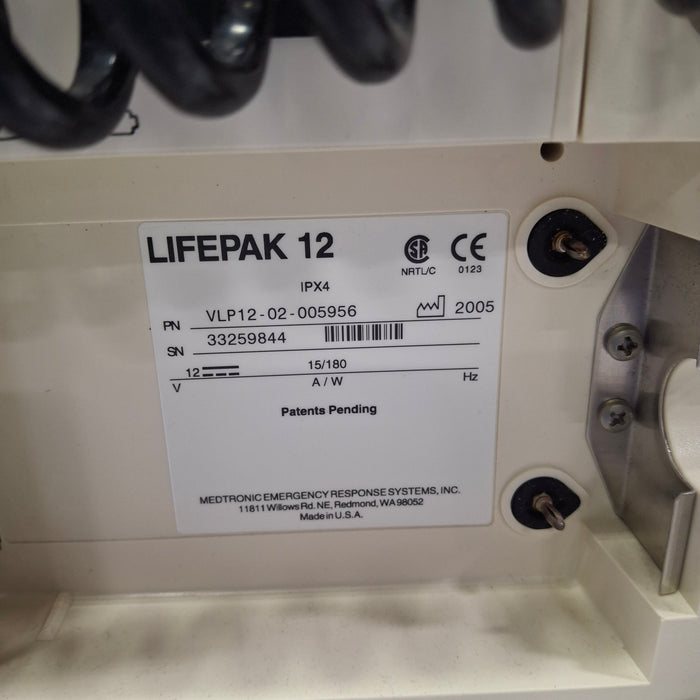 LIFEPAK 12
NRTL/C 0123
IPX4
PN VLP12-02-005956 2005
SN 33259844
V 12 15/180 A / W Hz
Patents Pending
MEDTRONIC EMERGENCY RESPONSE SYSTEMS, INC.
11811 Willows Rd. NE, Redmond, WA 98052
Made in U.S.A.